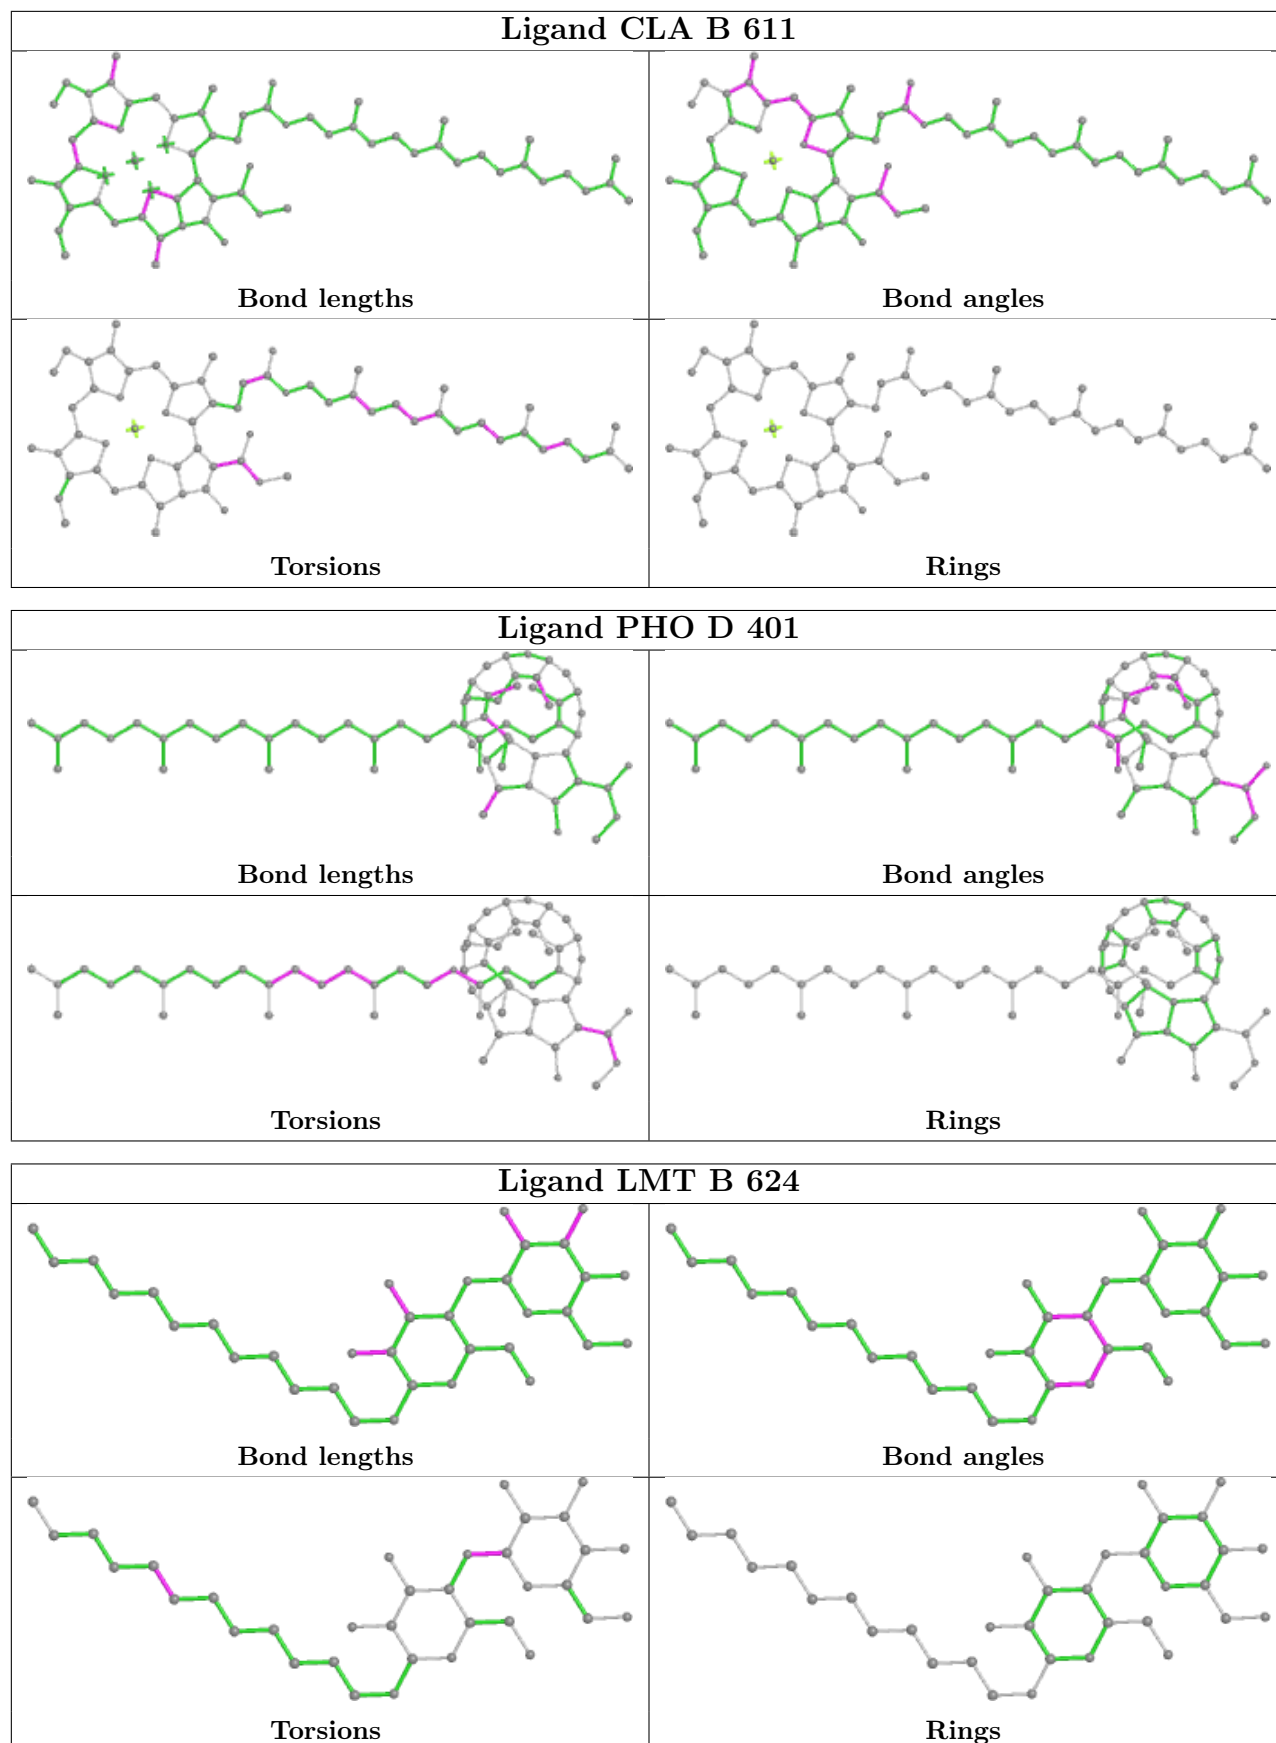 Ligand CLA B 611
Bond lengths
Bond angles
Torsions
Rings
Ligand PHO D 401
Bond lengths
Bond angles
Torsions
Rings
Ligand LMT B 624
Bond lengths
Bond angles
Torsions
Rings